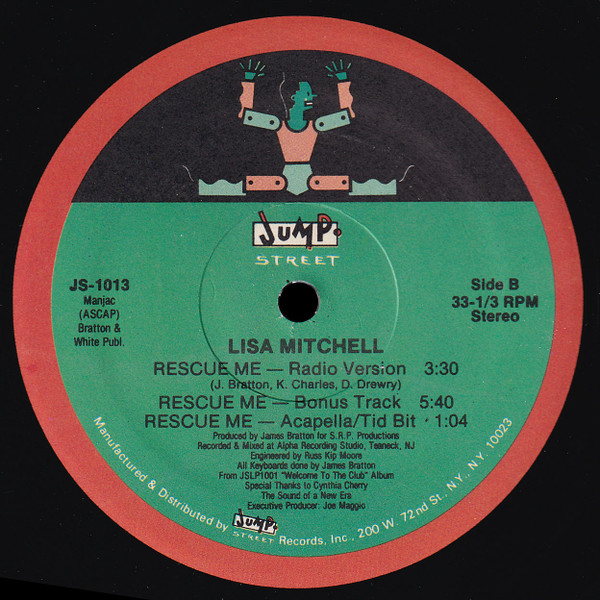 JUMP
STREET
JS-1013
Manjac
(ASCAP)
Bratton &
White Publ.
Side B
33-1/3 RPM
Stereo
LISA MITCHELL
RESCUE ME — Radio Version 3:30
(J. Bratton, K. Charles, D. Drewry)
RESCUE ME — Bonus Track 5:40
RESCUE ME — Acapella/Tid Bit · 1:04
Produced by James Bratton for S.R.P. Productions
Recorded & Mixed at Alpha Recording Studio, Teaneck, NJ
Engineered by Russ Kip Moore
All Keyboards done by James Bratton
From JSLP1001 "Welcome To The Club" Album
Special Thanks to Cynthia Cherry
The Sound of a New Era
Executive Producer: Joe Maggio
Manufactured & Distributed by JUMP STREET Records, Inc., 200 W. 72nd St., N.Y., N.Y. 10023